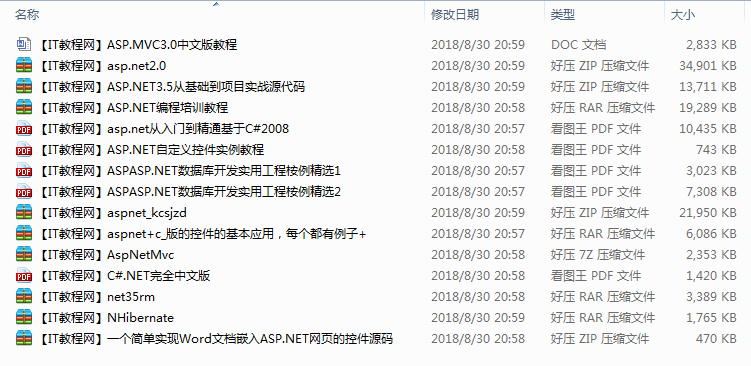 名称 修改日期 类型 大小
【IT教程网】ASP.MVC3.0中文版教程 2018/8/30 20:59 DOC 文档 2,833 KB
【IT教程网】asp.net2.0 2018/8/30 20:59 好压 ZIP 压缩文件 34,901 KB
【IT教程网】ASP.NET3.5从基础到项目实战源代码 2018/8/30 20:59 好压 ZIP 压缩文件 13,711 KB
【IT教程网】ASP.NET编程培训教程 2018/8/30 20:58 好压 RAR 压缩文件 19,289 KB
【IT教程网】asp.net从入门到精通基于C#2008 2018/8/30 20:57 看图王 PDF 文件 10,435 KB
【IT教程网】ASP.NET自定义控件实例教程 2018/8/30 20:58 看图王 PDF 文件 743 KB
【IT教程网】ASPASP.NET数据库开发实用工程桉例精选1 2018/8/30 20:57 看图王 PDF 文件 3,023 KB
【IT教程网】ASPASP.NET数据库开发实用工程桉例精选2 2018/8/30 20:57 看图王 PDF 文件 7,308 KB
【IT教程网】aspnet_kcsjzd 2018/8/30 20:59 好压 ZIP 压缩文件 21,950 KB
【IT教程网】aspnet+c_版的控件的基本应用，每个都有例子+ 2018/8/30 20:57 好压 RAR 压缩文件 6,086 KB
【IT教程网】AspNetMvc 2018/8/30 20:58 好压 7Z 压缩文件 2,353 KB
【IT教程网】C#.NET完全中文版 2018/8/30 20:58 看图王 PDF 文件 1,420 KB
【IT教程网】net35rm 2018/8/30 20:58 好压 RAR 压缩文件 3,389 KB
【IT教程网】NHibernate 2018/8/30 20:59 好压 RAR 压缩文件 1,765 KB
【IT教程网】一个简单实现Word文档嵌入ASP.NET网页的控件源码 2018/8/30 20:58 好压 ZIP 压缩文件 470 KB